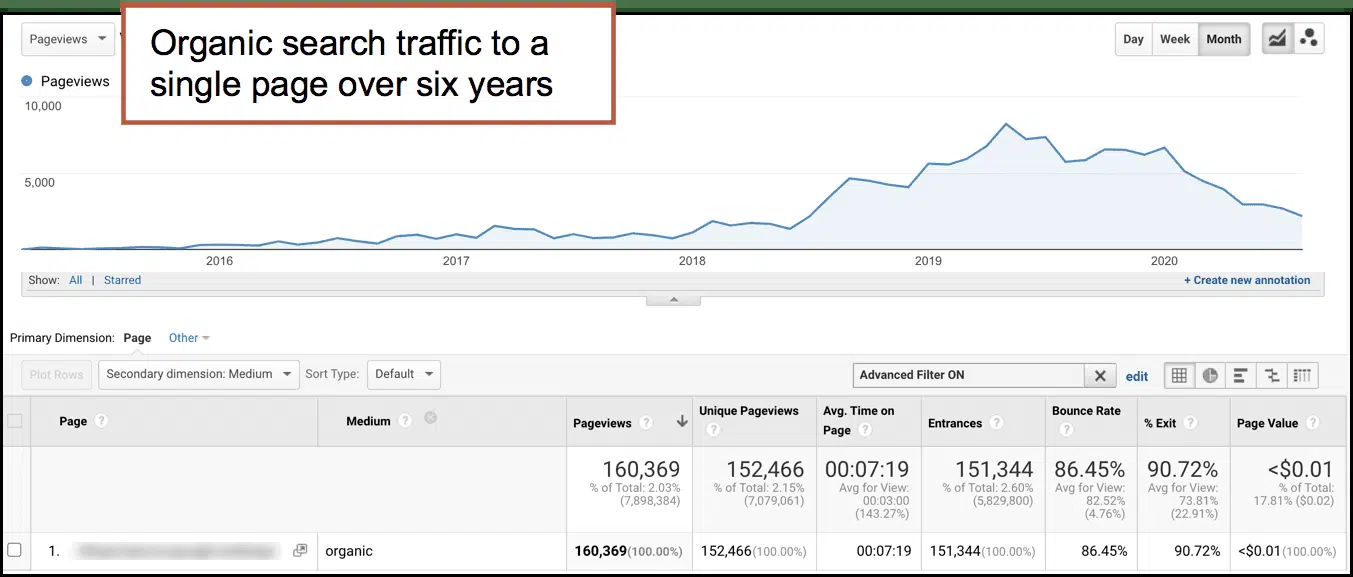 Pageviews
Organic search traffic to a
single page over six years
Day Week Month
Pageviews
10,000
5,000
2016 2017 2018 2019 2020
Show: All | Starred
+ Create new annotation
Primary Dimension: Page Other
Plot Rows Secondary dimension: Medium Sort Type: Default Advanced Filter ON edit
Page Medium Pageviews Unique Pageviews Avg. Time on Page Entrances Bounce Rate % Exit Page Value
160,369 152,466 00:07:19 151,344 86.45% 90.72% <$0.01
% of Total: 2.03% % of Total: 2.15% Avg for View: % of Total: 2.60% Avg for View: Avg for View: % of Total:
(7,898,384) (7,079,061) 00:03:00 (5,829,800) 82.52% 73.81% 17.81% ($0.02)
(143.27%) (4.76%) (22.91%)
1. organic 160,369(100.00%) 152,466(100.00%) 00:07:19 151,344(100.00%) 86.45% 90.72% <$0.01(100.00%)